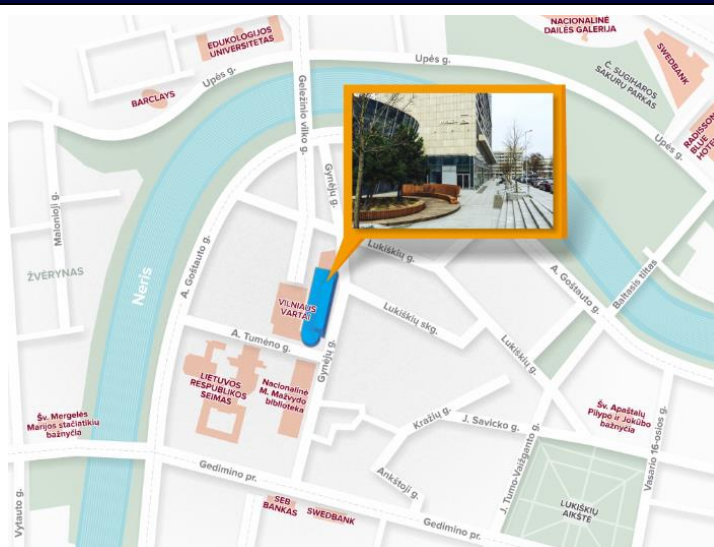 NACIONALINĖ
DAILĖS GALERIJA
EDUKOLOGIJOS
UNIVERSITETAS
SWEDBANK
Upės g.
Upės g.
Č. SUGIHAROS
SAKURŲ PARKAS
BARCLAYS
Geležinio vilko g.
RADISSON
BLUE
HOTE
Upės g.
Gynėjų g.
Malonioji g.
A. Goštauto g.
Lukiškių g.
ŽVĖRYNAS
Neris
A. Goštauto g.
Baltasis tiltas
VILNIAUS
VARTAI
Lukiškių skg.
A. Tumėno g.
Lukiškių g.
Gynėjų g.
LIETUVOS
RESPUBLIKOS
SEIMAS
Nacionalinė
M. Mažvydo
biblioteka
Šv. Mergelės
Marijos stačiatikių
bažnyčia
Kražių g.
J. Savicko g.
Šv. Apaštalų
Pilypo ir Jokūbo
bažnyčia
Vasario 16-osios g.
J. Tumo-Vaižganto g.
Gedimino pr.
Ankštoji g.
Vytauto g.
SEB
BANKAS
SWEDBANK
Gedimino pr.
LUKIŠKIŲ
AIKŠTĖ